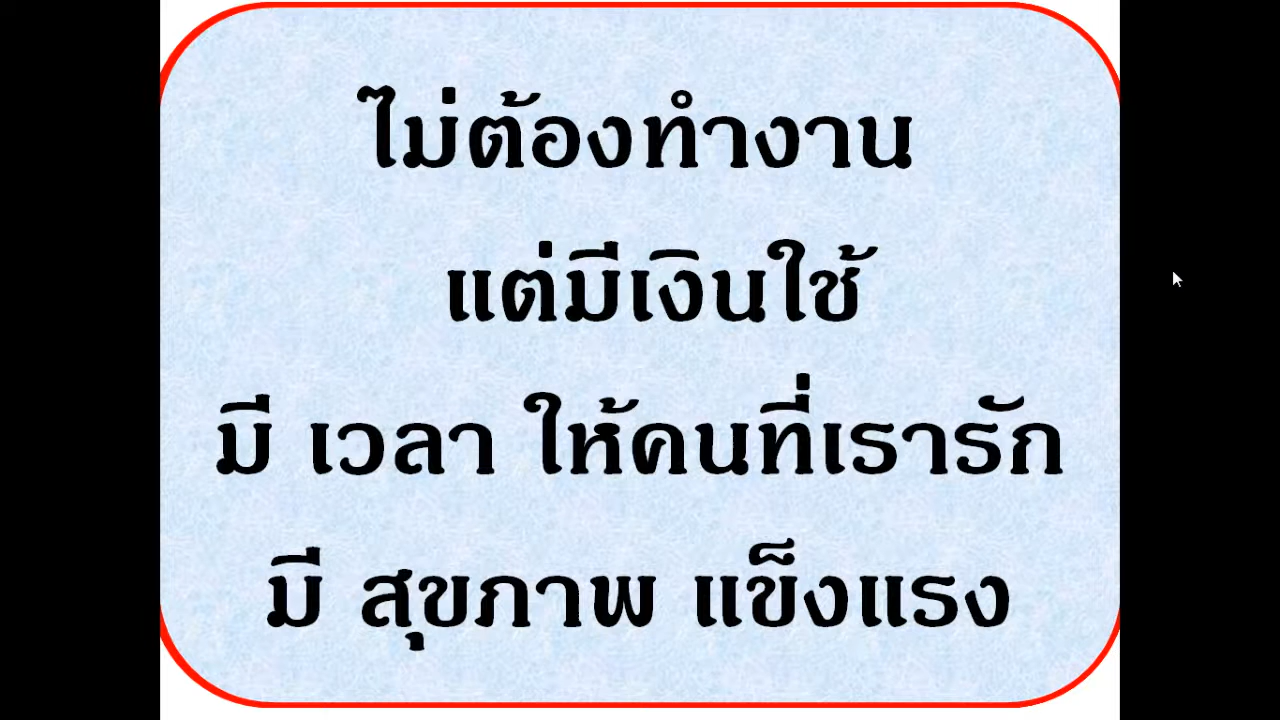 ไม่ต้องทำงาน
แต่มีเงินใช้
มี เวลา ให้คนที่เรารัก
มี สุขภาพ แข็งแรง